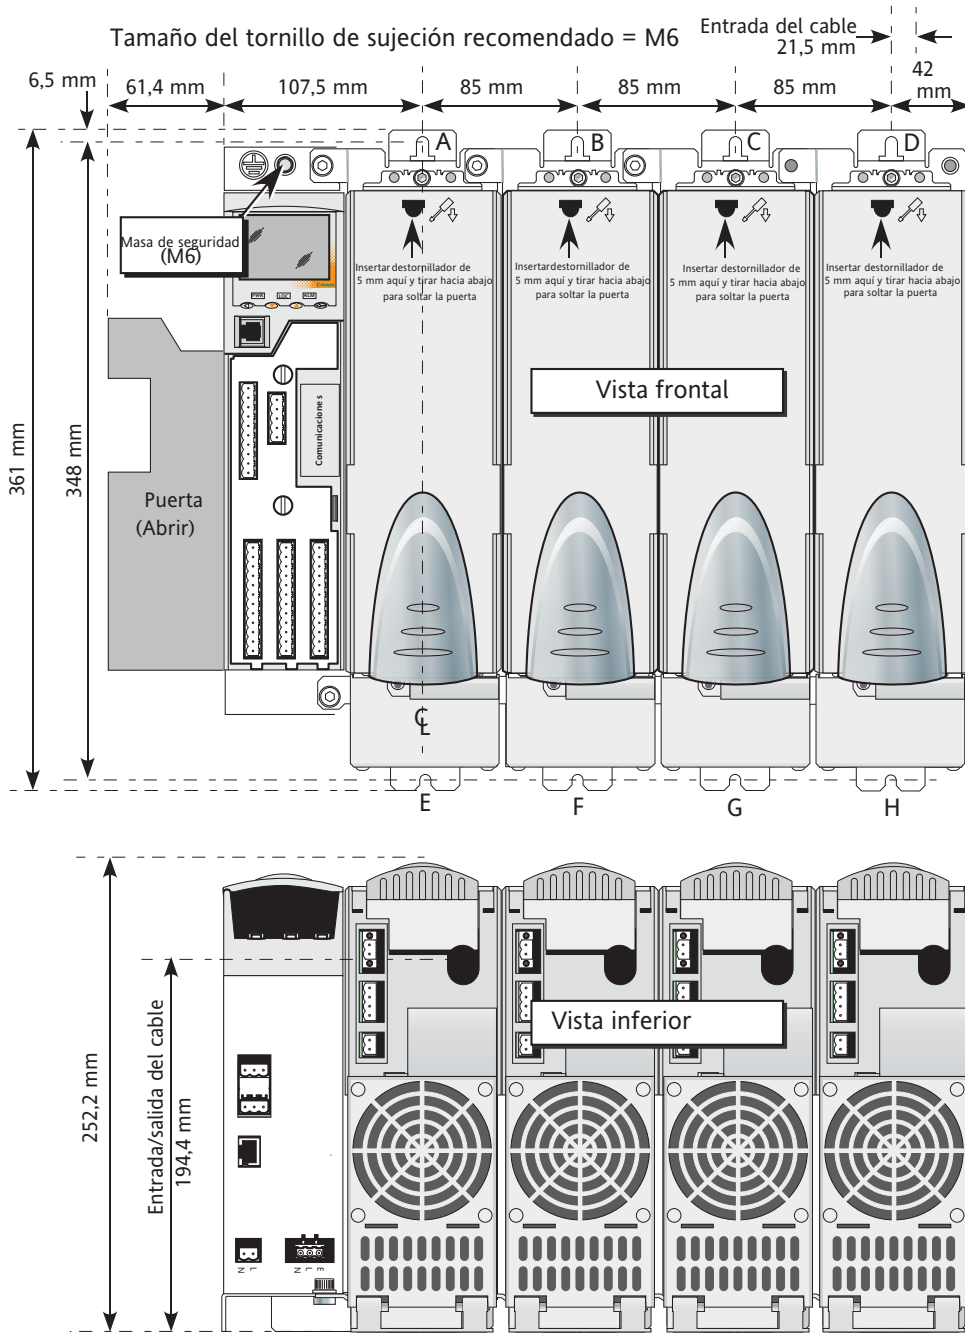 Tamaño del tornillo de sujeción recomendado = M6
Entrada del cable
21,5 mm
6,5 mm
61,4 mm
107,5 mm
85 mm
85 mm
85 mm
42
mm
A
B
C
D
Masa de seguridad
(M6)
PWR
LOC
ALM
Insertar destornillador de
5 mm aquí y tirar hacia abajo
para soltar la puerta
Insertar destornillador de
5 mm aquí y tirar hacia abajo
para soltar la puerta
Insertar destornillador de
5 mm aquí y tirar hacia abajo
para soltar la puerta
Insertar destornillador de
5 mm aquí y tirar hacia abajo
para soltar la puerta
Vista frontal
Comunicaciones
361 mm
348 mm
Puerta
(Abrir)
℄
E
F
G
H
Vista inferior
252,2 mm
Entrada/salida del cable
194,4 mm
N
L
N
L
E